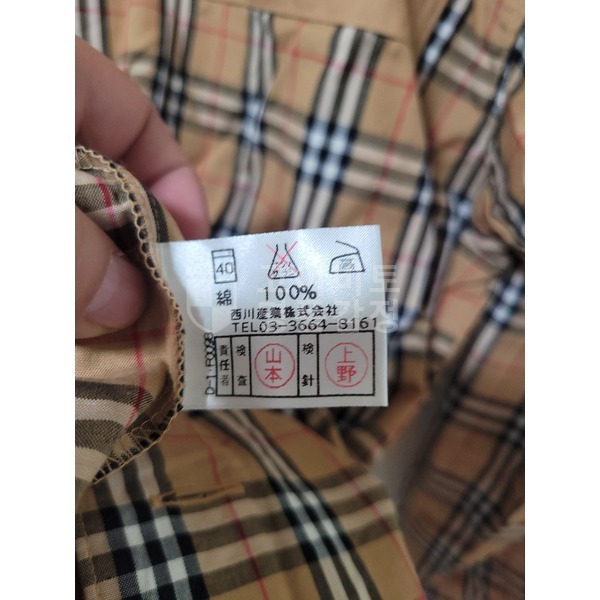 40
高
綿 100%
西川産業株式会社
TEL03-3664-8161
責任者 検査 山本 検針 上野